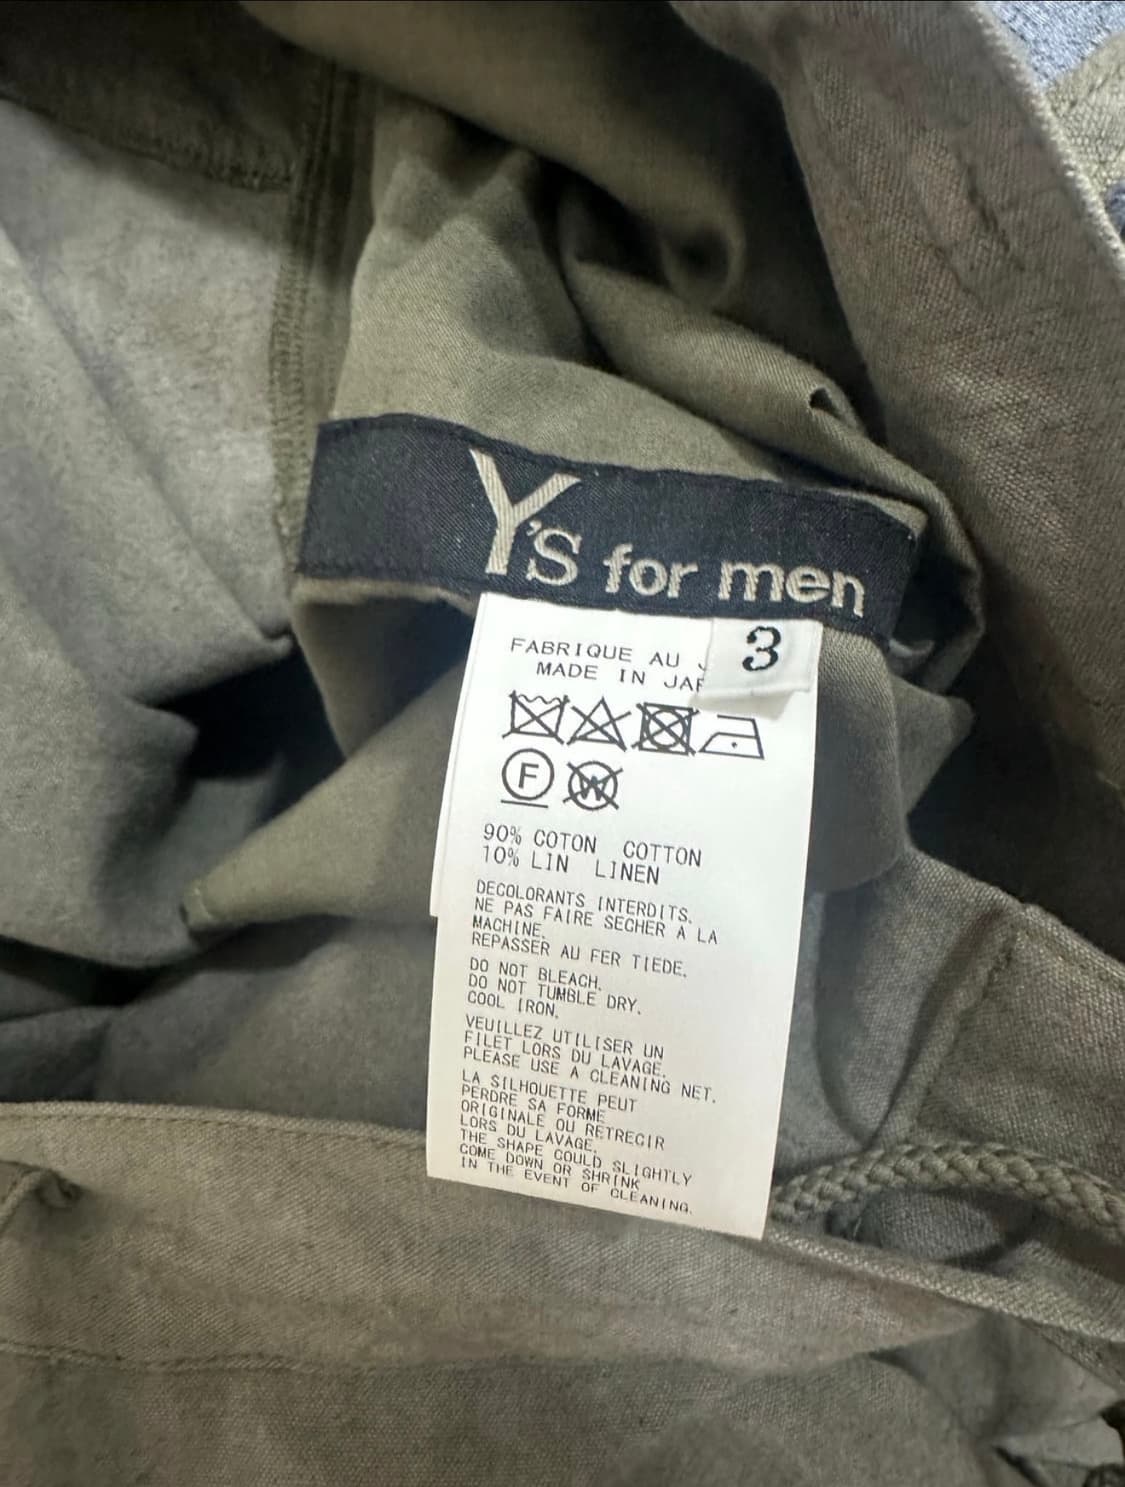 Y's for men
3
FABRIQUE AU
MADE IN
F
W
90% COTON COTTON
10% LIN LINEN
DECOLORANTS INTERDITS.
NE PAS FAIRE SECHER A LA
MACHINE.
REPASSER AU FER TIEDE.
DO NOT BLEACH.
DO NOT TUMBLE DRY.
COOL IRON.
VEUILLEZ UTILISER UN
FILET LORS DU LAVAGE.
PLEASE USE A CLEANING NET.
LA SILHOUETTE PEUT
PERDRE SA FORME
ORIGINALE OU RETRECIR
LORS DU LAVAGE.
THE SHAPE COULD SLIGHTLY
COME DOWN OR SHRINK
IN THE EVENT OF CLEANING.